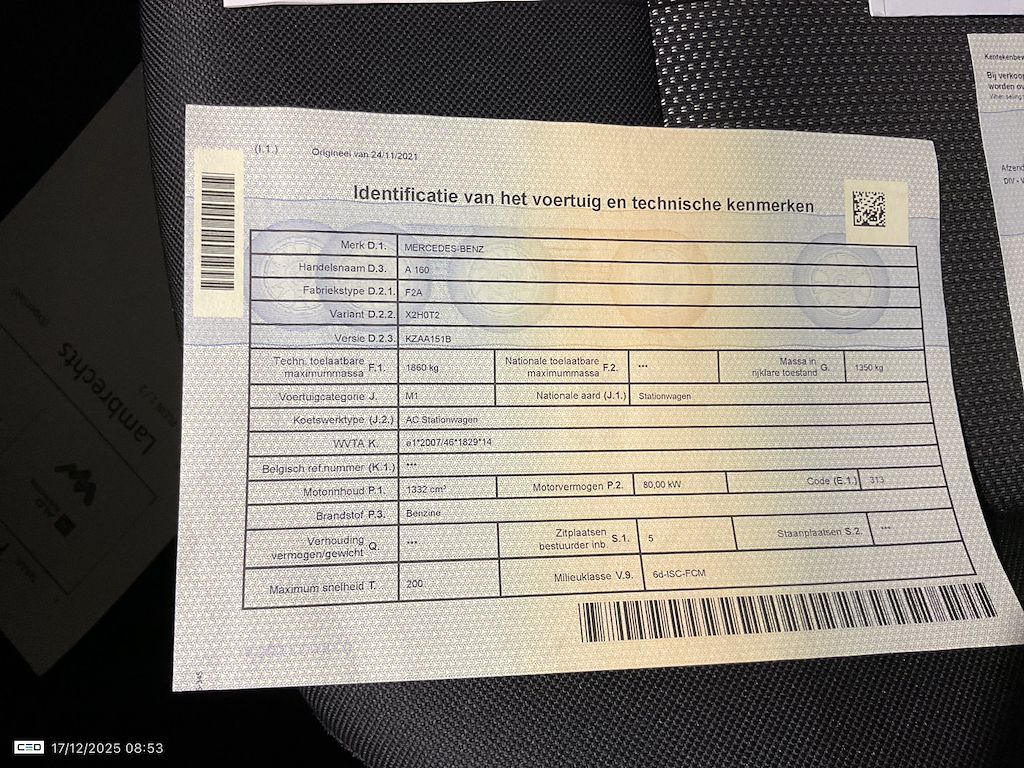 (I.1.) Origineel van 24/11/2021
Identificatie van het voertuig en technische kenmerken
Merk D.1. MERCEDES-BENZ
Handelsnaam D.3. A 160
Fabriekstype D.2.1. F2A
Variant D.2.2. X2H0T2
Versie D.2.3. KZAA151B
Techn. toelaatbare maximummassa F.1. 1860 kg Nationale toelaatbare maximummassa F.2. *** Massa in rijklare toestand G. 1350 kg
Voertuigcategorie J. M1 Nationale aard (J.1.) Stationwagen
Koetswerktype (J.2.) AC Stationwagen
WVTA K. e1*2007/46*1829*14
Belgisch ref.nummer (K.1.) ***
Motorinhoud P.1. 1332 cm³ Motorvermogen P.2. 80,00 kW Code (E.1.) 313
Brandstof P.3. Benzine
Verhouding vermogen/gewicht Q. *** Zitplaatsen bestuurder inb. S.1. 5 Staanplaatsen S.2. ***
Maximum snelheid T. 200 Milieuklasse V.9. 6d-ISC-FCM
Bij verkoop
worden
Afzend
DIV - V
Lambrechts
17/12/2025 08:53